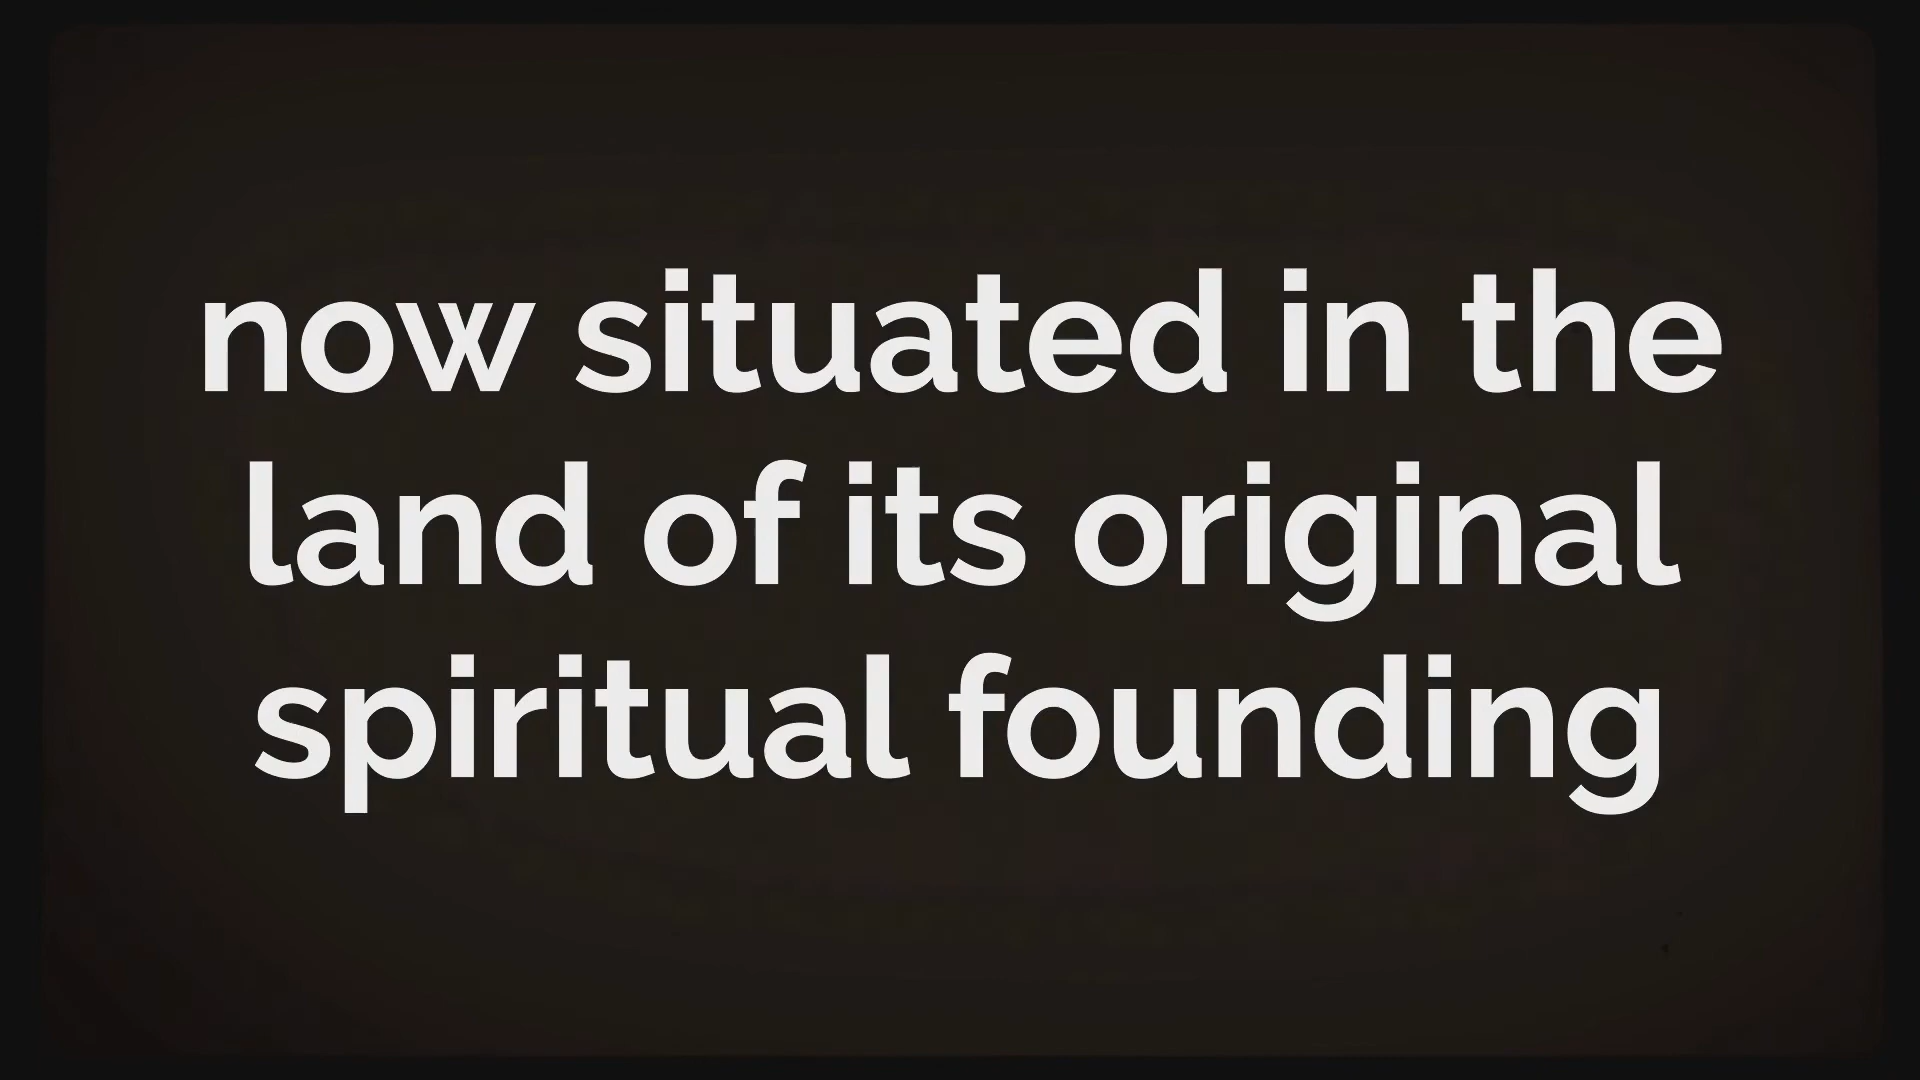 now situated in the
land of its original
spiritual founding